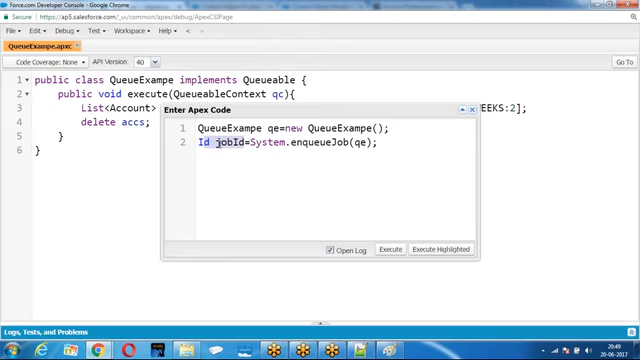 Force.com Developer Console - Google Chrome
Secure https://ap5.salesforce.com/_ui/common/apex/debug/ApexCSIPage
File Edit Debug Test Workspace Help < >
QueueExampe.apxc
Code Coverage: None API Version: 40 Go To
1 public class QueueExampe implements Queueable {
2 public void execute(QueueableContext qc){
3 List<Account> EEKS:2];
4 delete accs;
5 }
6 }
Enter Apex Code
1 QueueExampe qe=new QueueExampe();
2 Id jobId=System.enqueueJob(qe);
Open Log Execute Execute Highlighted
Logs, Tests, and Problems
20:49
20-06-2017